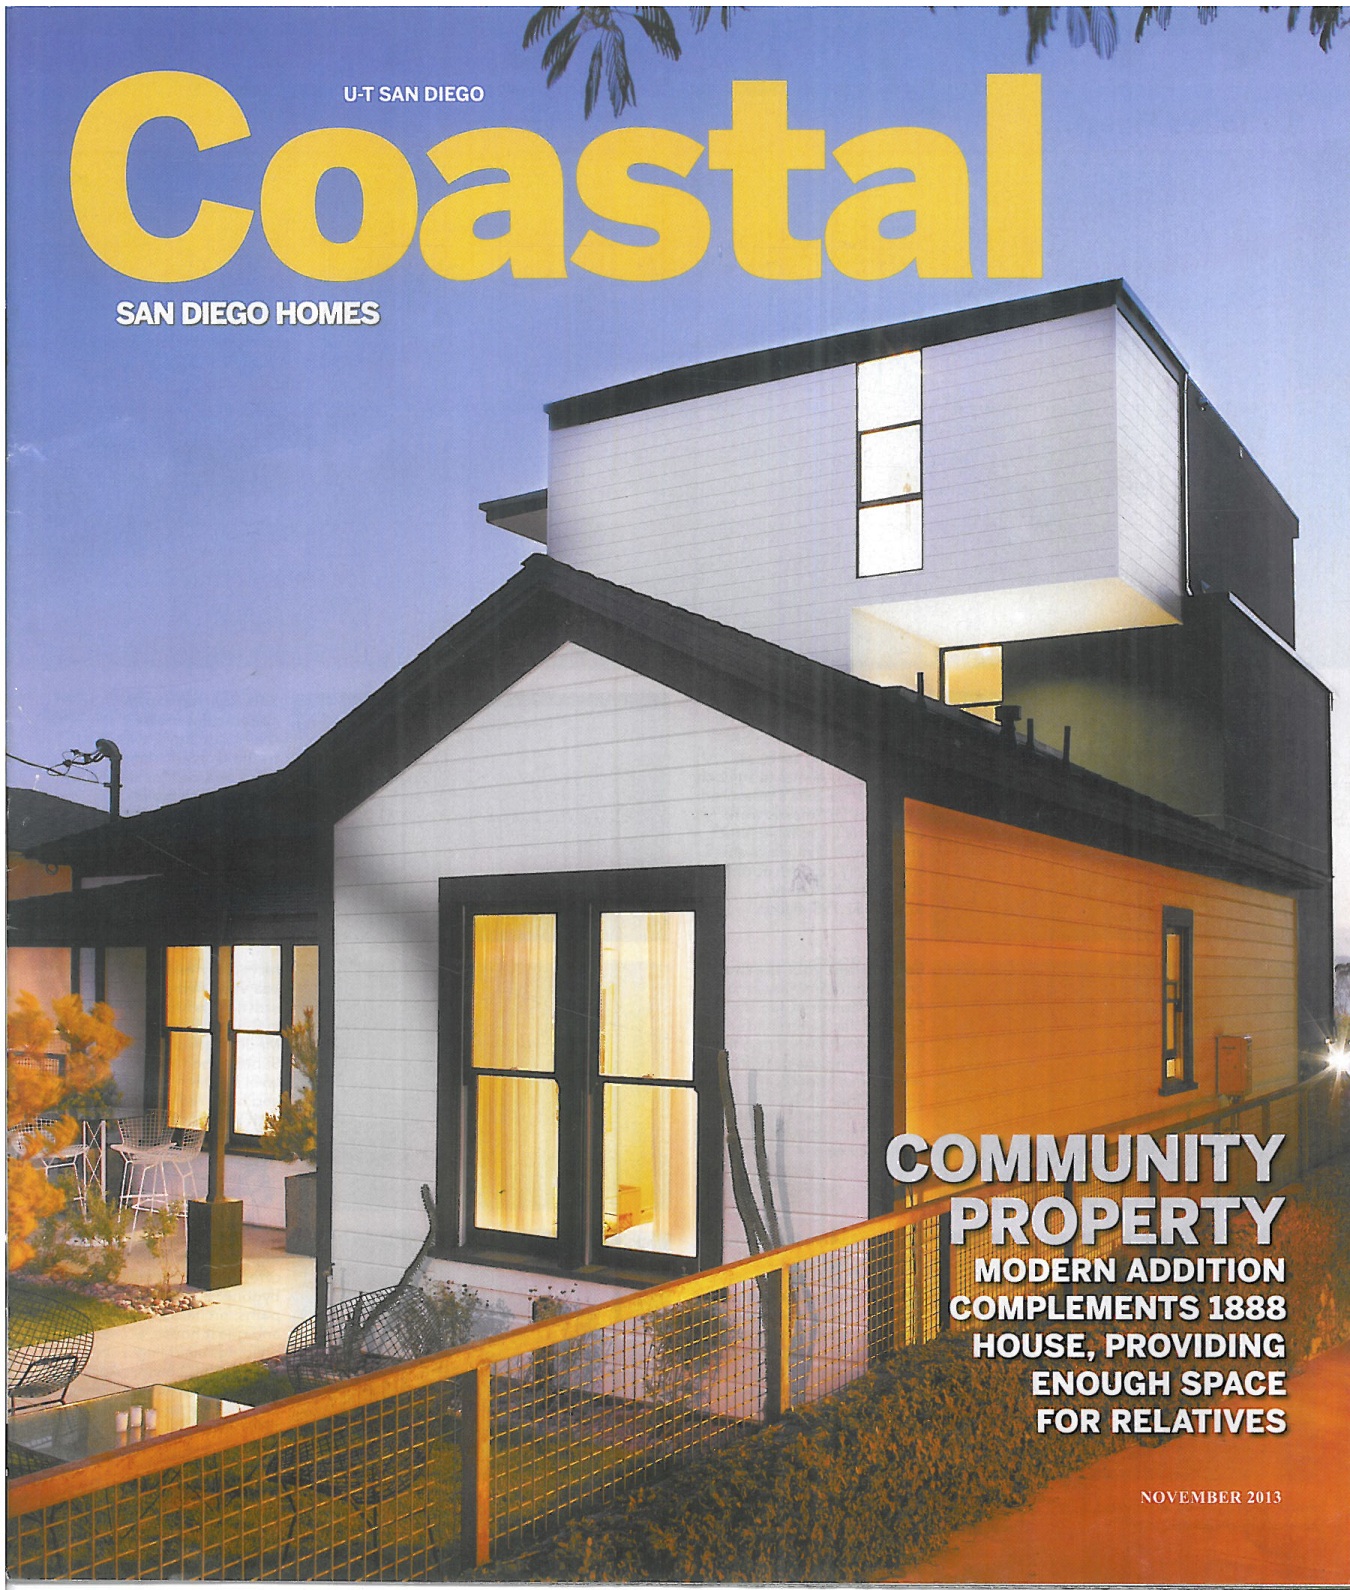 U-T SAN DIEGO
Coastal
SAN DIEGO HOMES
COMMUNITY
PROPERTY
MODERN ADDITION
COMPLEMENTS 1888
HOUSE, PROVIDING
ENOUGH SPACE
FOR RELATIVES
NOVEMBER 2013